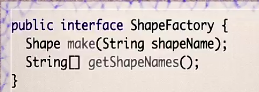 public interface ShapeFactory {
Shape make(String shapeName);
String[] getShapeNames();
}